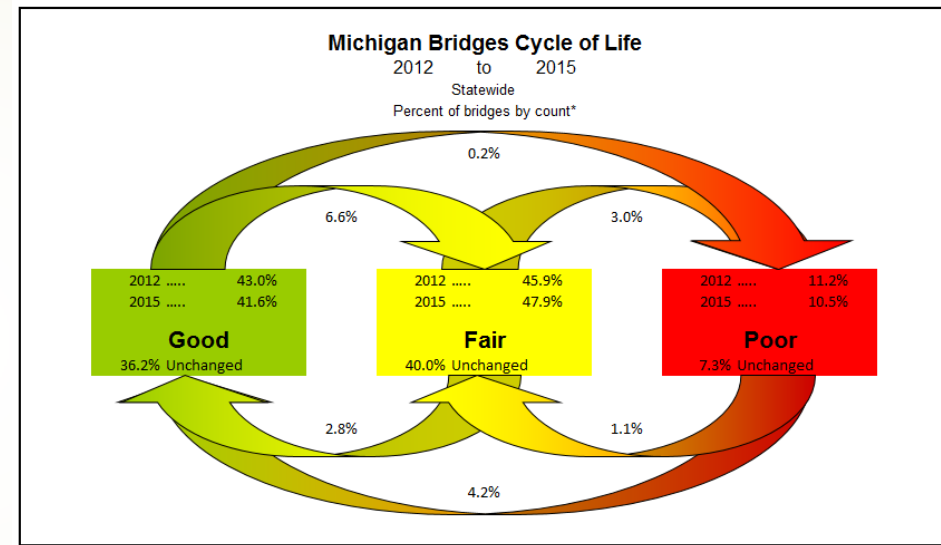 Michigan Bridges Cycle of Life
2012 to 2015
Statewide
Percent of bridges by count*
0.2%
6.6%
3.0%
2012 ..... 43.0%
2015 ..... 41.6%
Good
36.2% Unchanged
2012 ..... 45.9%
2015 ..... 47.9%
Fair
40.0% Unchanged
2012 ..... 11.2%
2015 ..... 10.5%
Poor
7.3% Unchanged
2.8%
1.1%
4.2%